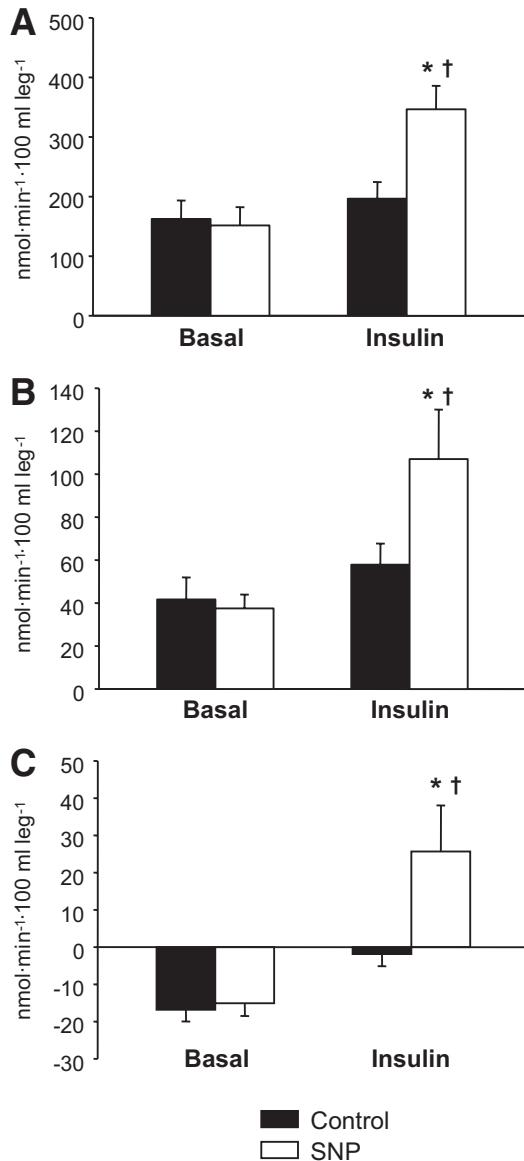 A
nmol·min⁻¹·100 ml leg⁻¹
500
400
300
200
100
0
* †
Basal Insulin
B
nmol·min⁻¹·100 ml leg⁻¹
140
120
100
80
60
40
20
0
* †
Basal Insulin
C
nmol·min⁻¹·100 ml leg⁻¹
50
40
30
20
10
0
-10
-20
-30
* †
Basal Insulin
Control
SNP